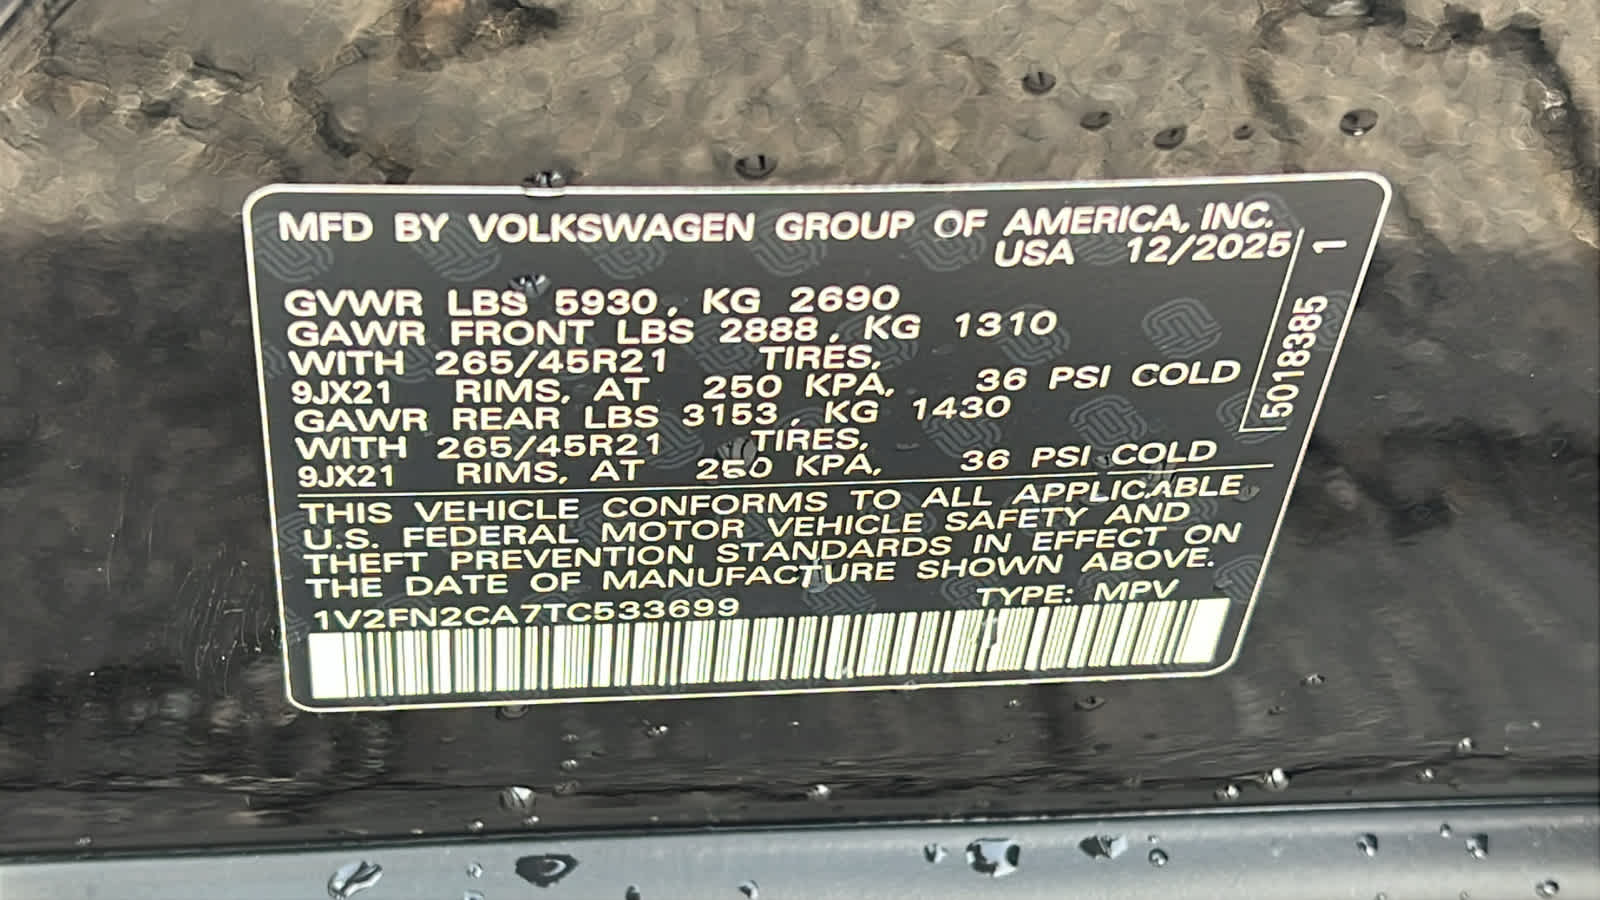 MFD BY VOLKSWAGEN GROUP OF AMERICA, INC.
USA 12/2025
GVWR LBS 5930, KG 2690
GAWR FRONT LBS 2888, KG 1310
WITH 265/45R21 TIRES,
9JX21 RIMS, AT 250 KPA, 36 PSI COLD
GAWR REAR LBS 3153, KG 1430
WITH 265/45R21 TIRES,
9JX21 RIMS, AT 250 KPA, 36 PSI COLD
THIS VEHICLE CONFORMS TO ALL APPLICABLE
U.S. FEDERAL MOTOR VEHICLE SAFETY AND
THEFT PREVENTION STANDARDS IN EFFECT ON
THE DATE OF MANUFACTURE SHOWN ABOVE.
1V2FN2CA7TC533699 TYPE: MPV
5018385 1